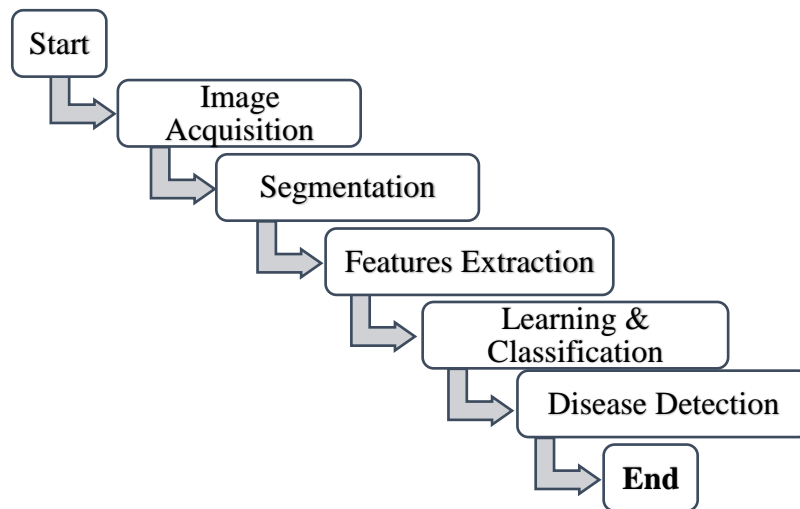 Start
Image
Acquisition
Segmentation
Features Extraction
Learning &
Classification
Disease Detection
End